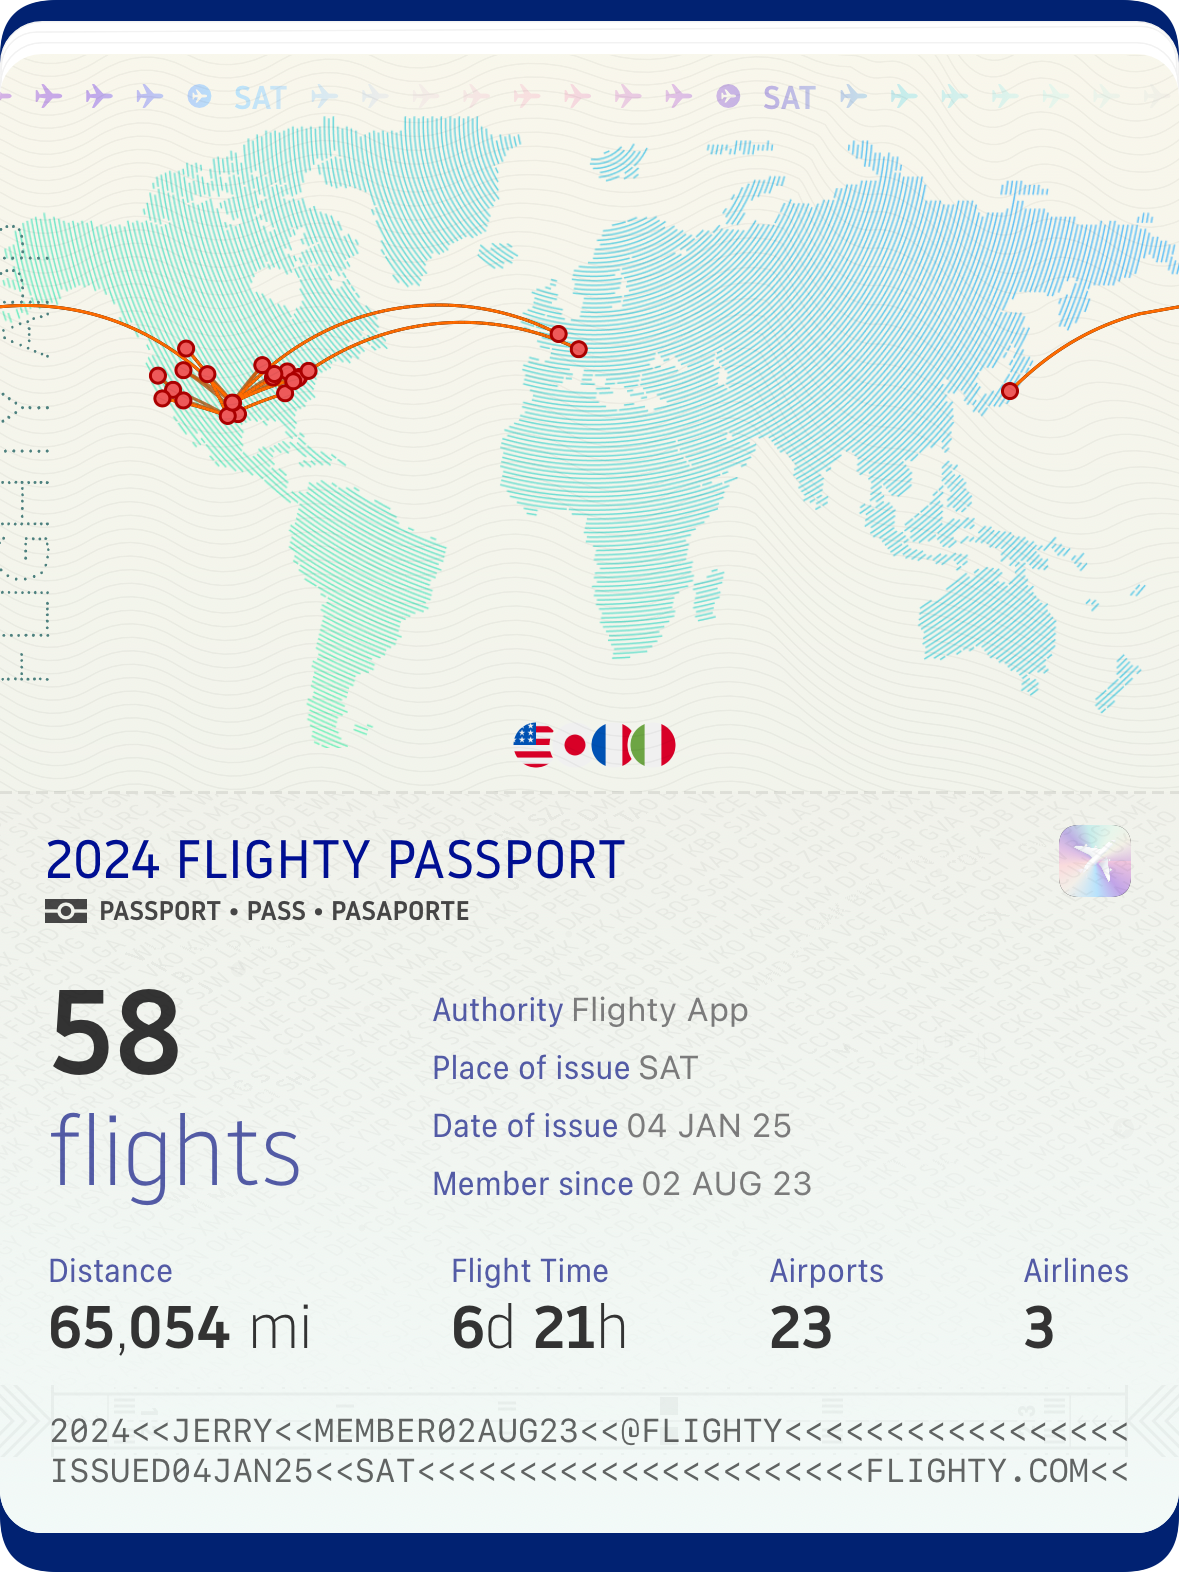 SAT SAT
FLIGHTY
2024 FLIGHTY PASSPORT
PASSPORT • PASS • PASAPORTE
58
flights
Authority Flighty App
Place of issue SAT
Date of issue 04 JAN 25
Member since 02 AUG 23
Distance Flight Time Airports Airlines
65,054 mi 6d 21h 23 3
2024<<JERRY<<MEMBER02AUG23<<@FLIGHTY<<<<<<<<<<<<<<<<<
ISSUED04JAN25<<SAT<<<<<<<<<<<<<<<<<<<<<<FLIGHTY.COM<<